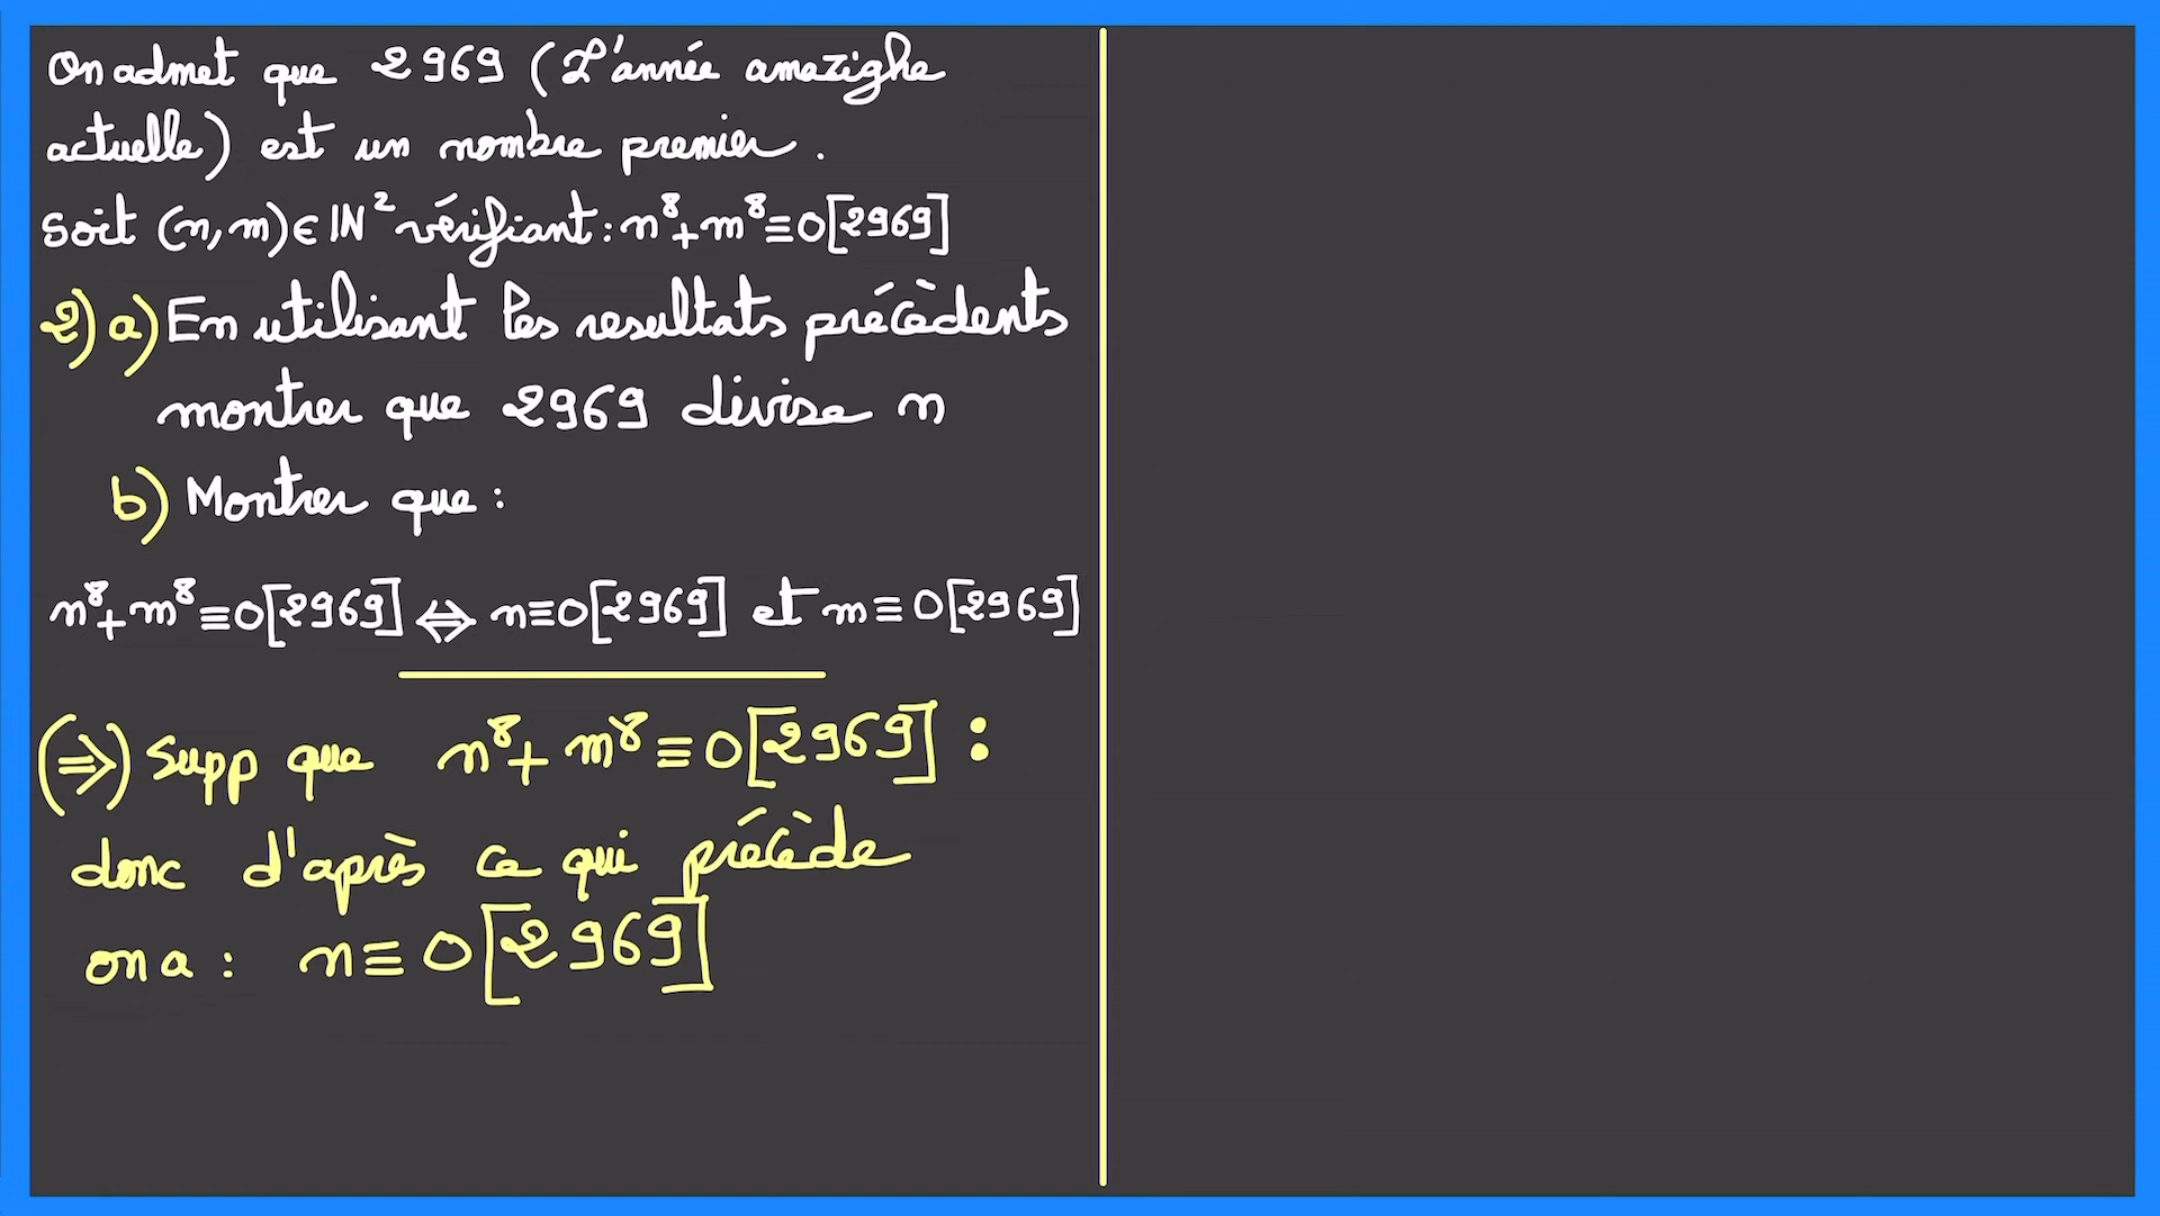 On admet que 2969 (L'année amazighe
actuelle) est un nombre premier.
Soit (n,m)∈ℕ² vérifiant : n⁸+m⁸≡0[2969]
2) a) En utilisant les resultats précèdents
montrer que 2969 divise n
b) Montrer que :
n⁸+m⁸≡0[2969] ⇔ n≡0[2969] et m≡0[2969]
(⇒) Supp que n⁸+m⁸≡0[2969] :
donc d'après ce qui précède
on a : n≡0[2969]